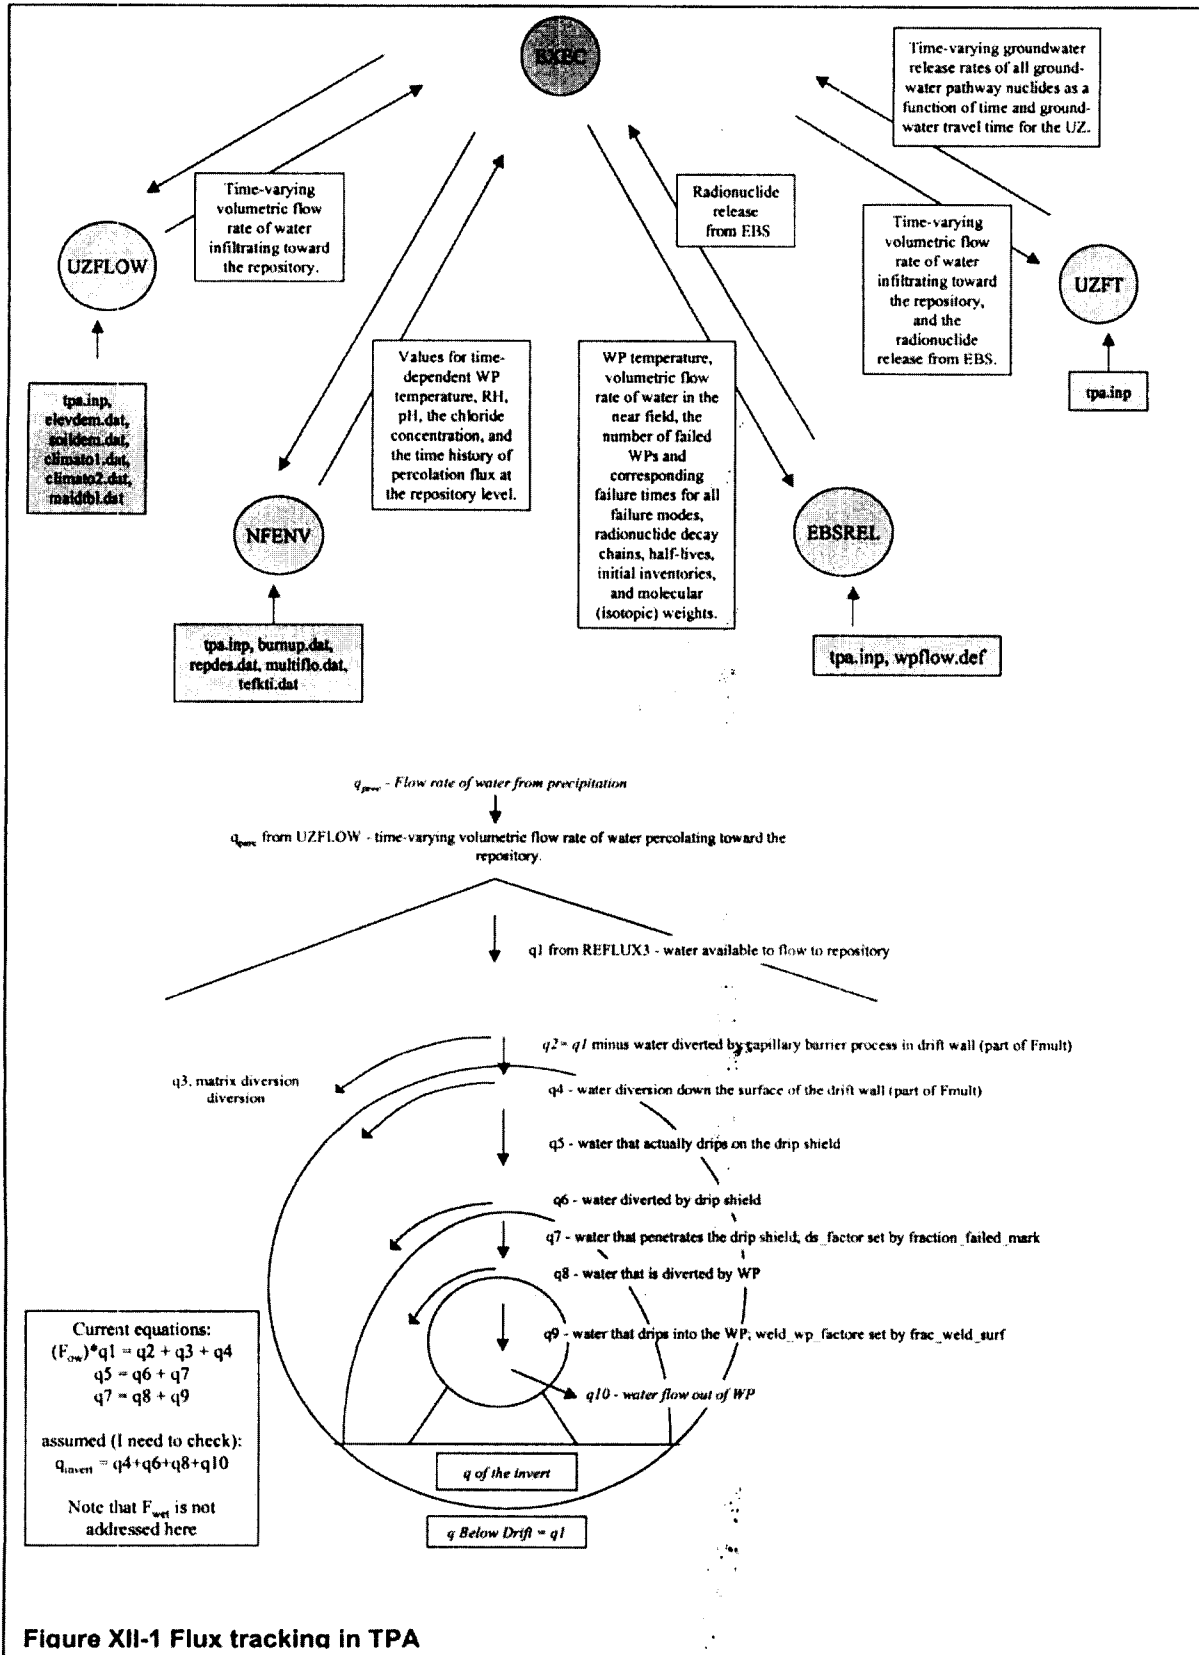 EXEC
Time-varying groundwater
release rates of all ground-
water pathway nuclides as a
function of time and ground-
water travel time for the UZ.
Time-varying
volumetric flow
rate of water
infiltrating toward
the repository.
Radionuclide
release
from EBS
UZFLOW
Time-varying
volumetric flow
rate of water
infiltrating toward
the repository,
and the
radionuclide
release from EBS.
UZFT
Values for time-
dependent WP
temperature, RH,
pH, the chloride
concentration, and
the time history of
percolation flux at
the repository level.
WP temperature,
volumetric flow
rate of water in the
near field, the
number of failed
WPs and
corresponding
failure times for all
failure modes,
radionuclide decay
chains, half-lives,
initial inventories,
and molecular
(isotopic) weights.
tpa.inp
tpa.inp,
elevdem.dat,
soildem.dat,
climato1.dat,
climato2.dat,
maidtbl.dat
NFENV
EBSREL
tpa.inp, burnup.dat,
repdes.dat, multiflo.dat,
tefkti.dat
tpa.inp, wpflow.def
qprec - Flow rate of water from precipitation
qperc from UZFLOW - time-varying volumetric flow rate of water percolating toward the
repository.
q1 from REFLUX3 - water available to flow to repository
q2 = q1 minus water diverted by capillary barrier process in drift wall (part of Fmult)
q3, matrix diversion
diversion
q4 - water diversion down the surface of the drift wall (part of Fmult)
q5 - water that actually drips on the drip shield
q6 - water diverted by drip shield
q7 - water that penetrates the drip shield, ds_factor set by fraction_failed_mark
q8 - water that is diverted by WP
q9 - water that drips into the WP; weld_wp_factore set by frac_weld_surf
q10 - water flow out of WP
Current equations:
(Fow)*q1 = q2 + q3 + q4
q5 = q6 + q7
q7 = q8 + q9
assumed (I need to check):
qinvert = q4+q6+q8+q10
Note that Fwet is not
addressed here
q of the invert
q Below Drift = q1
Figure XII-1 Flux tracking in TPA